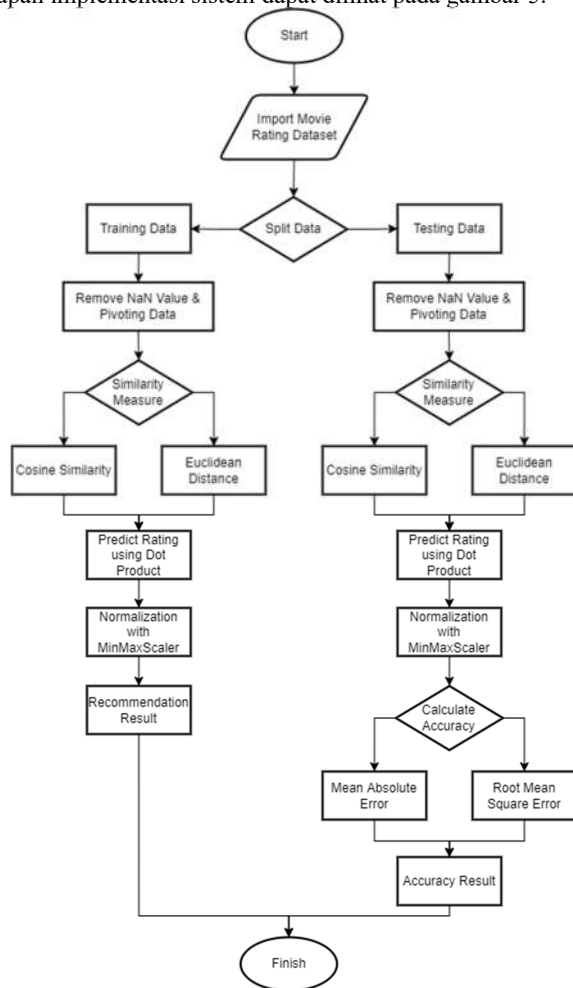 implementasi sistem dapat dilihat pada gambar 5.
Start
Import Movie
Rating Dataset
Training Data
Split Data
Testing Data
Remove NaN Value &
Pivoting Data
Remove NaN Value &
Pivoting Data
Similarity
Measure
Similarity
Measure
Cosine Similarity
Euclidean
Distance
Cosine Similarity
Euclidean
Distance
Predict Rating
using Dot
Product
Predict Rating
using Dot
Product
Normalization
with
MinMaxScaler
Normalization
with
MinMaxScaler
Recommendation
Result
Calculate
Accuracy
Mean Absolute
Error
Root Mean
Square Error
Accuracy Result
Finish